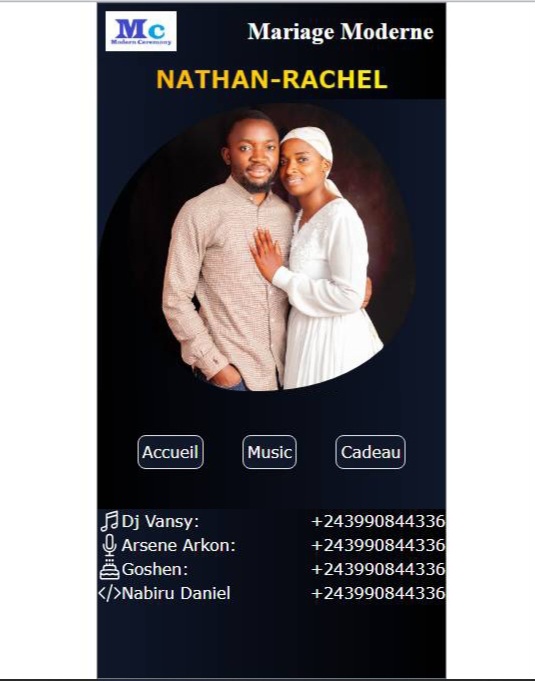 Mc
Modern Ceremony
Mariage Moderne
NATHAN-RACHEL
Accueil Music Cadeau
Dj Vansy: +243990844336
Arsene Arkon: +243990844336
Goshen: +243990844336
</>Nabiru Daniel +243990844336